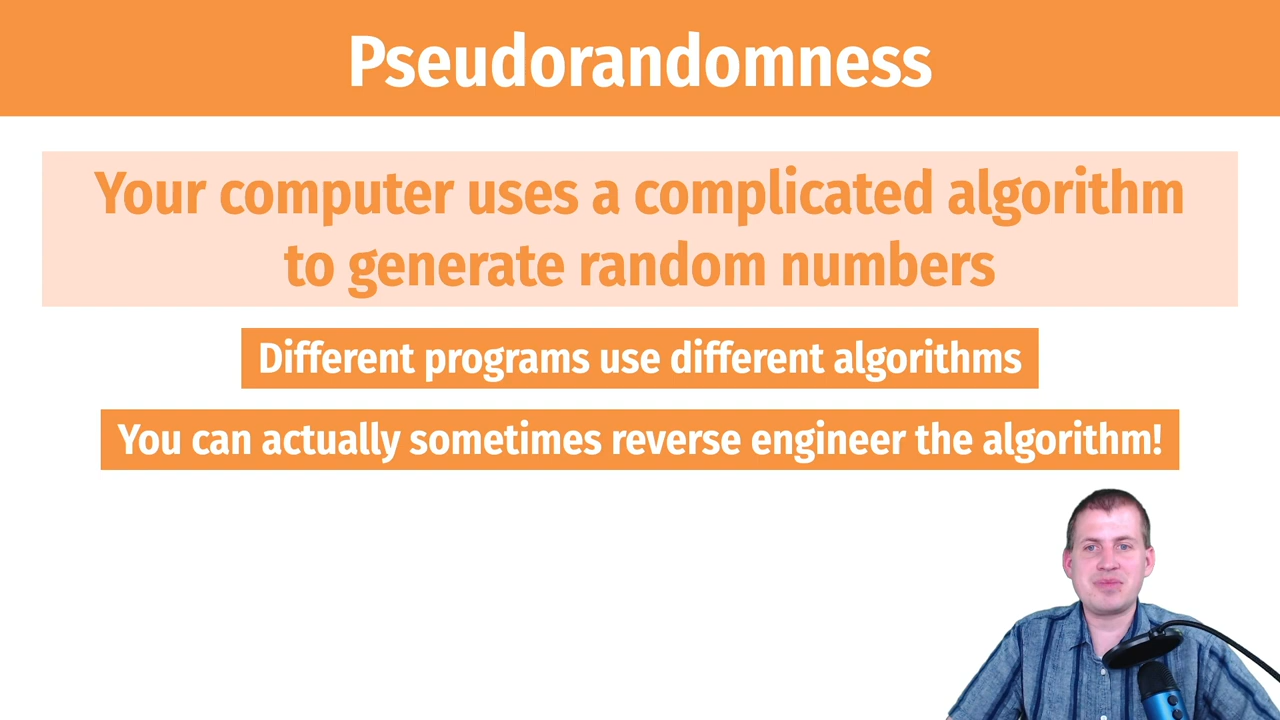 Pseudorandomness
Your computer uses a complicated algorithm
to generate random numbers
Different programs use different algorithms
You can actually sometimes reverse engineer the algorithm!